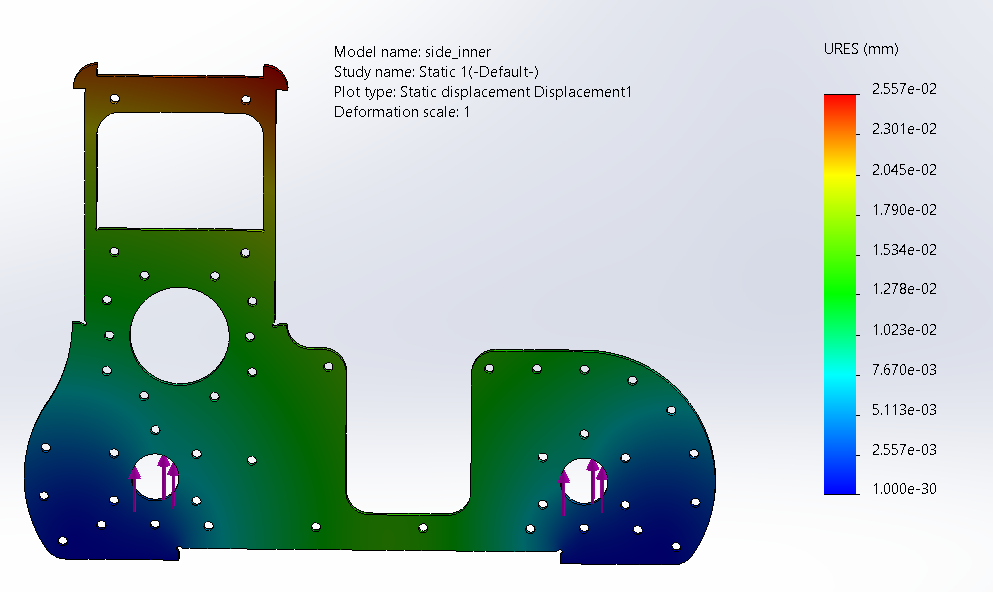 Model name: side_inner
Study name: Static 1(-Default-)
Plot type: Static displacement Displacement1
Deformation scale: 1
URES (mm)
2.557e-02
2.301e-02
2.045e-02
1.790e-02
1.534e-02
1.278e-02
1.023e-02
7.670e-03
5.113e-03
2.557e-03
1.000e-30